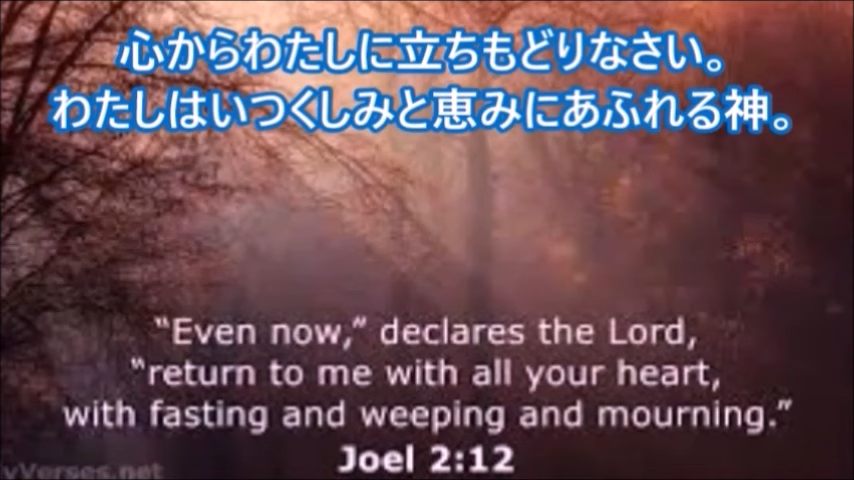 心からわたしに立ちもどりなさい。
わたしはいつくしみと恵みにあふれる神。
“Even now,” declares the Lord,
“return to me with all your heart,
with fasting and weeping and mourning.”
Joel 2:12
yVerses.net